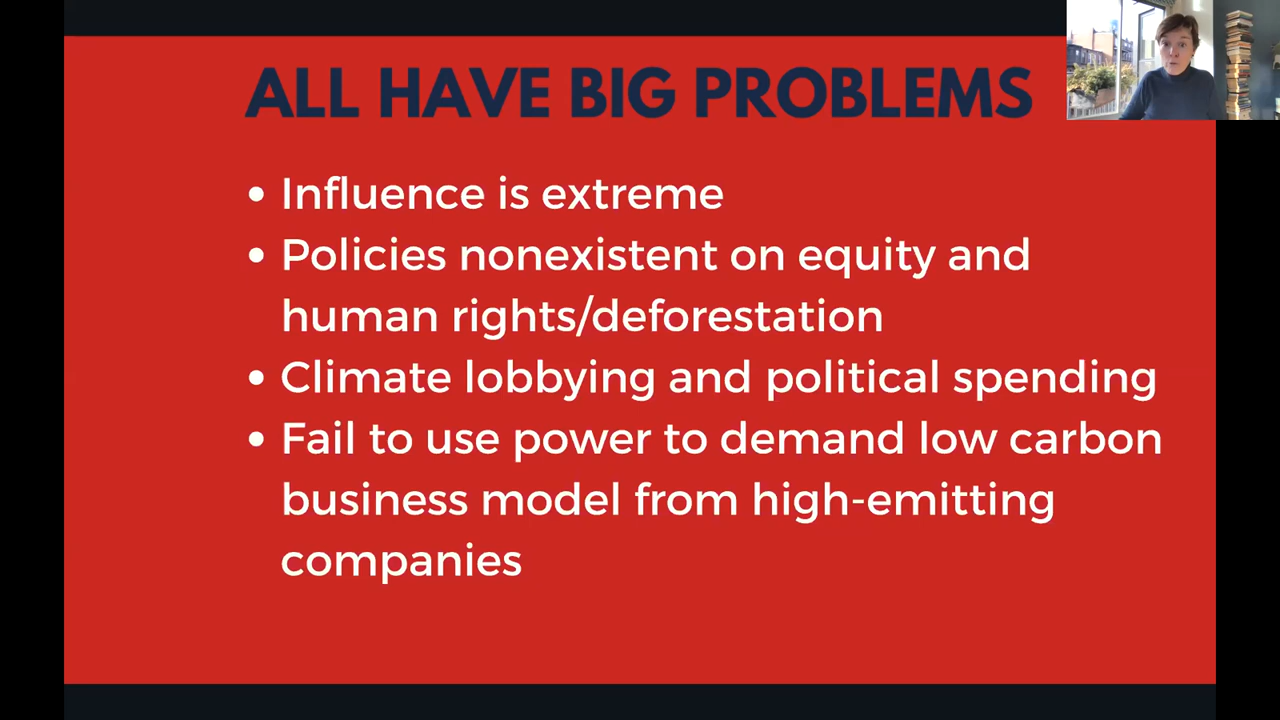 ALL HAVE BIG PROBLEMS
• Influence is extreme
• Policies nonexistent on equity and
human rights/deforestation
• Climate lobbying and political spending
• Fail to use power to demand low carbon
business model from high-emitting
companies